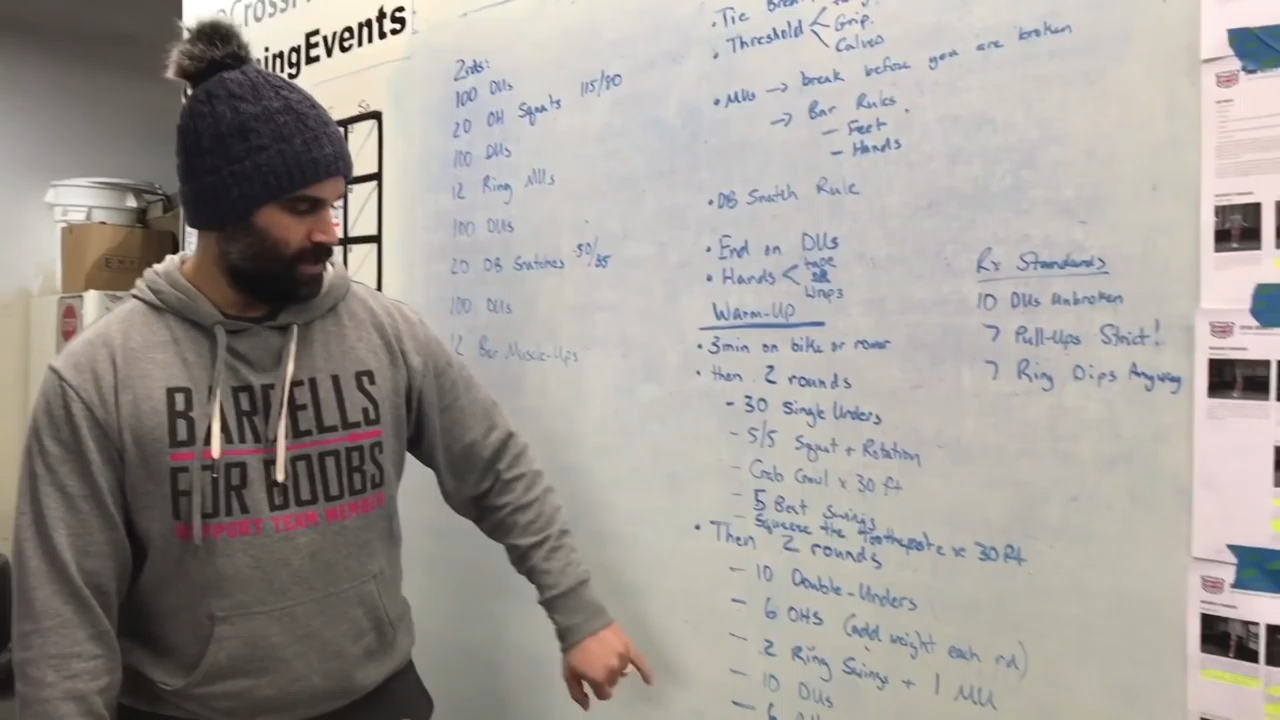 CrossF
ingEvents
2rds:
100 DUs
20 OH Squats 115/80
100 DUs
12 Ring MUs
100 DUs
20 DB Snatches 50/35
100 DUs
12 Bar Muscle-Ups
• Tie Break
• Threshold < Grip.
Calves
• MUs → break before you are broken
→ Bar Rules
- Feet
- Hands
• DB Snatch Rule
• End on DUs
• Hands < tape
wraps
Warm-Up
• 3min on bike or rower
• then 2 rounds
- 30 Single Unders
- 5/5 Squat + Rotation
- Crab Crawl x 30 ft
- 5 Beat Swings
- Squeeze the toothpaste x 30 ft
• Then 2 rounds
- 10 Double-Unders
- 6 OHS (add weight each rd)
- 2 Ring Swings + 1 MU
- 10 DUs
- 6
Rx Standards
10 DUs Unbroken
7 Pull-Ups Strict!
7 Ring Dips Anyway
BARBELLS
FOR BOOBS
SUPPORT TEAM MEMBER